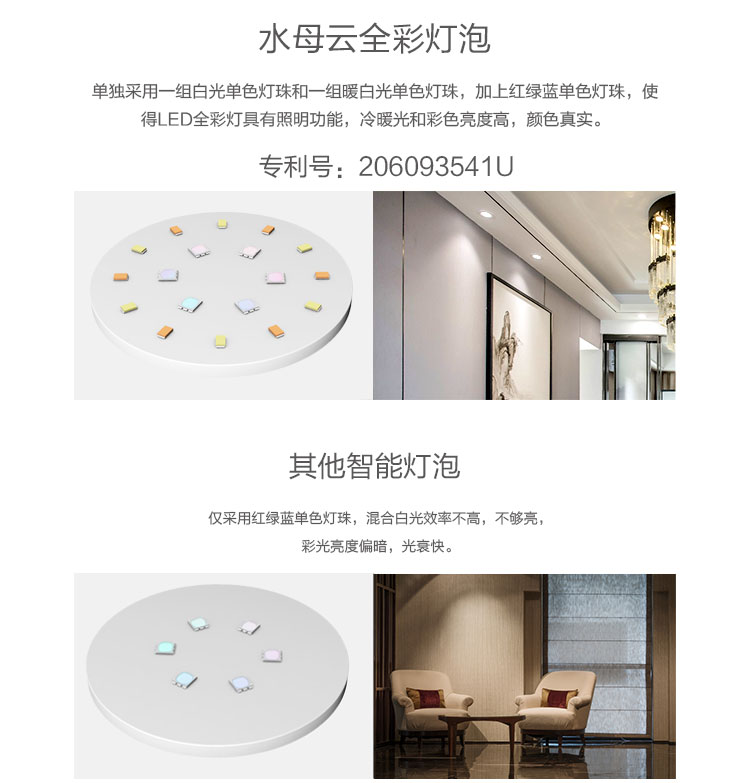 水母云全彩灯泡
单独采用一组白光单色灯珠和一组暖白光单色灯珠，加上红绿蓝单色灯珠，使
得LED全彩灯具有照明功能，冷暖光和彩色亮度高，颜色真实。
专利号：206093541U
其他智能灯泡
仅采用红绿蓝单色灯珠，混合白光效率不高，不够亮，
彩光亮度偏暗，光衰快。